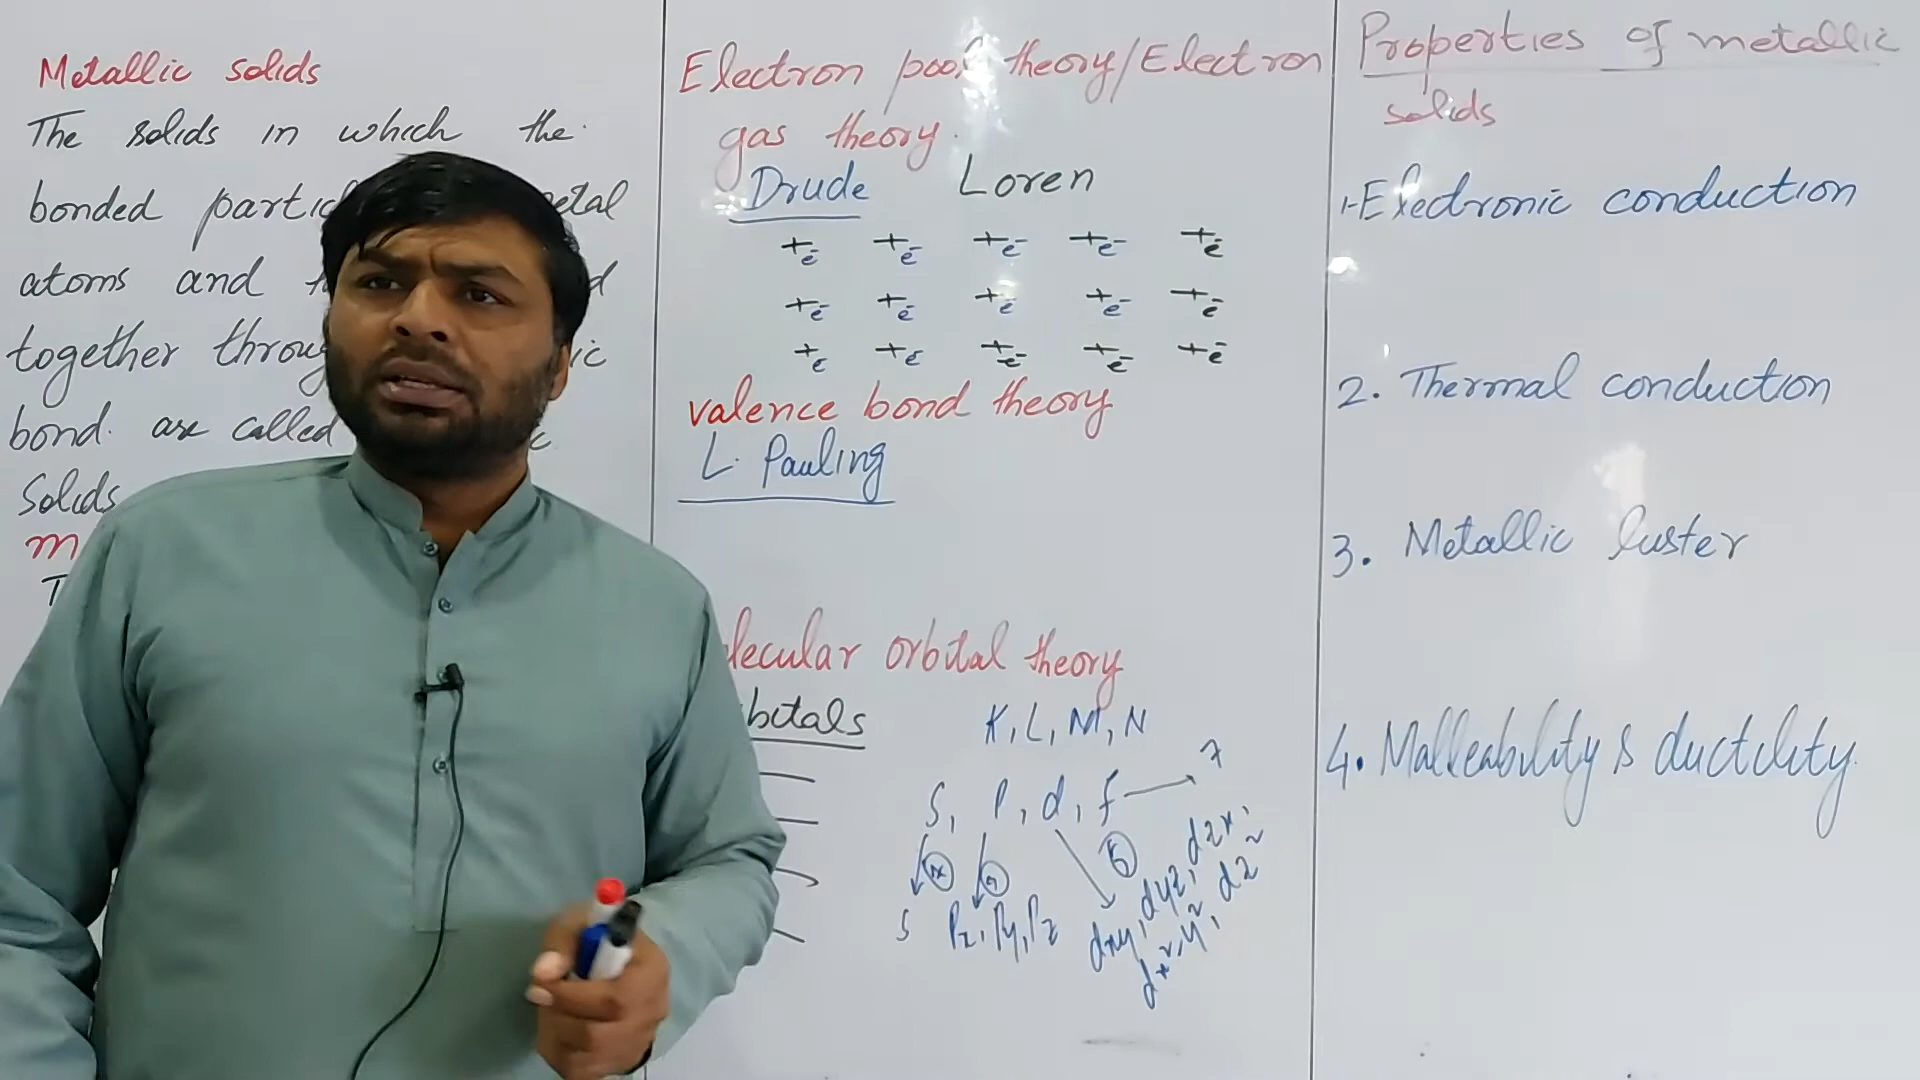 Metallic solids
The solids in which the
bonded partic etal
atoms and
together throug ic
bond. are called
Solids
m
T
Electron pool theory/Electron
gas theory.
Drude Loren
+e- +e- +e- +e- +e-
+e- +e- +e- +e- +e-
+e +e +e- +e- +e-
valence bond theory
L. Pauling
lecular orbital theory
bitals
K, L, M, N
S, P, d, f → 7
5
s Px, Py, Pz
dxy, dyz, dzx,
dx²,y², dz²
Properties of metallic
solids
1-Electronic conduction
2. Thermal conduction
3. Metallic luster
4. Malleability & ductility.